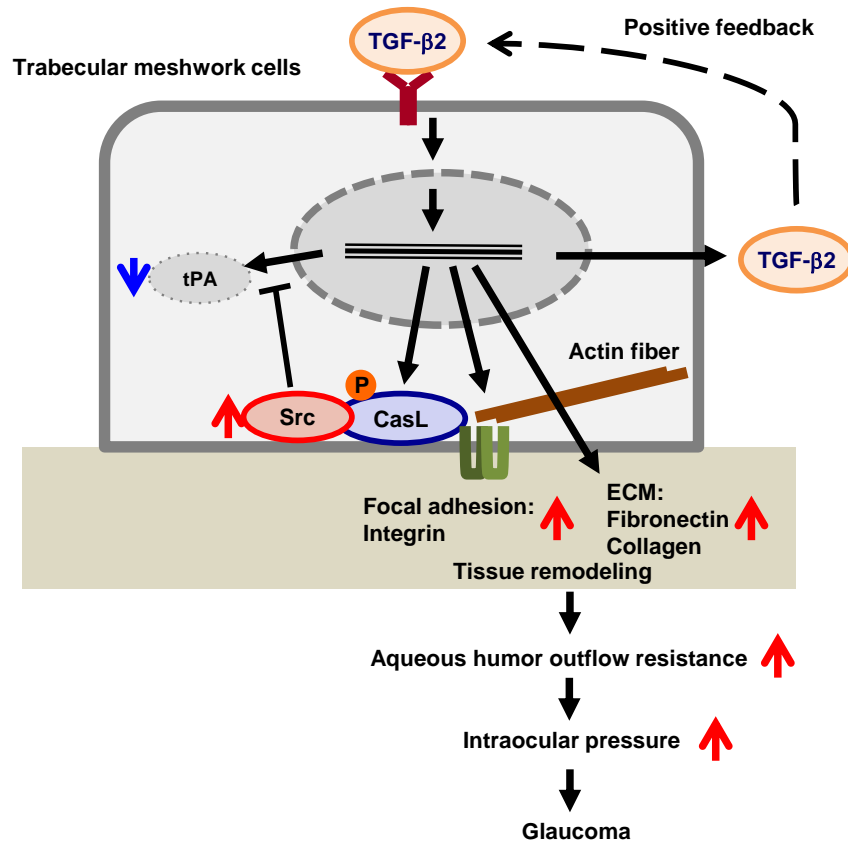 TGF-β2
Positive feedback
Trabecular meshwork cells
tPA
TGF-β2
Actin fiber
P
Src
CasL
Focal adhesion:
Integrin
ECM:
Fibronectin
Collagen
Tissue remodeling
Aqueous humor outflow resistance
Intraocular pressure
Glaucoma